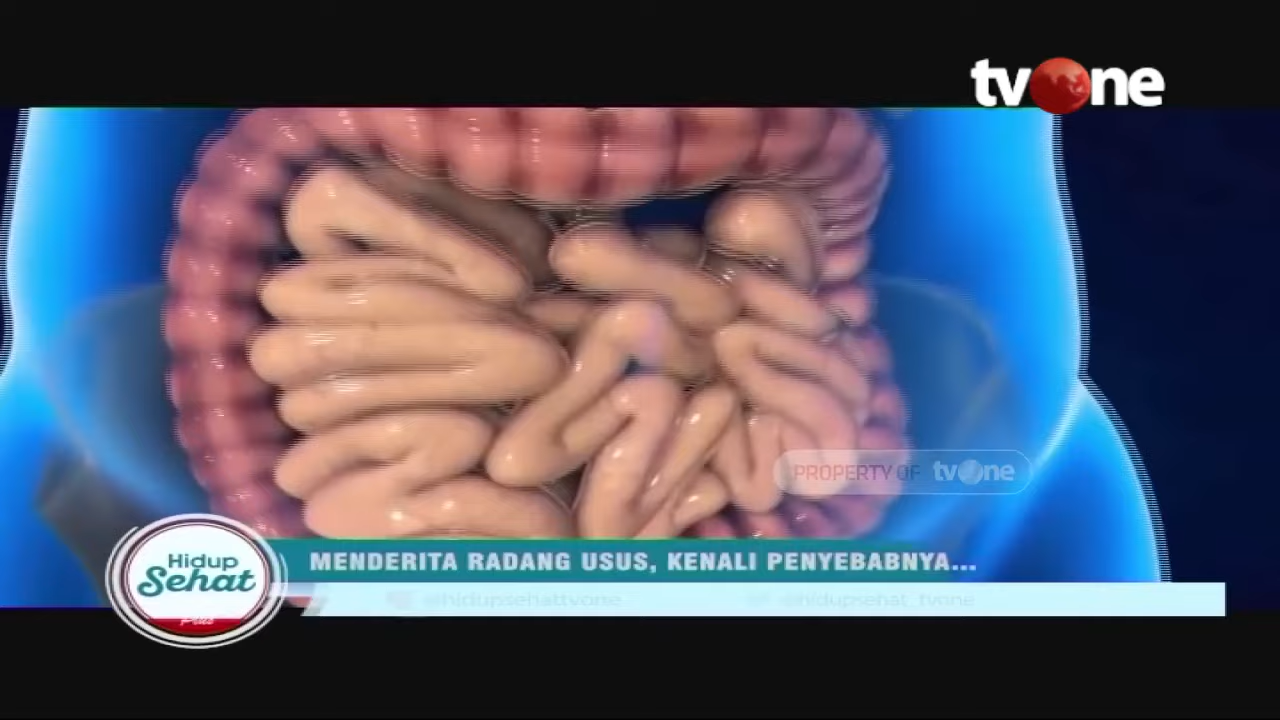 tvOne
PROPERTY OF tvOne
Hidup
Sehat
Plus
MENDERITA RADANG USUS, KENALI PENYEBABNYA...
@hidupsehattvone @hidupsehat_tvone